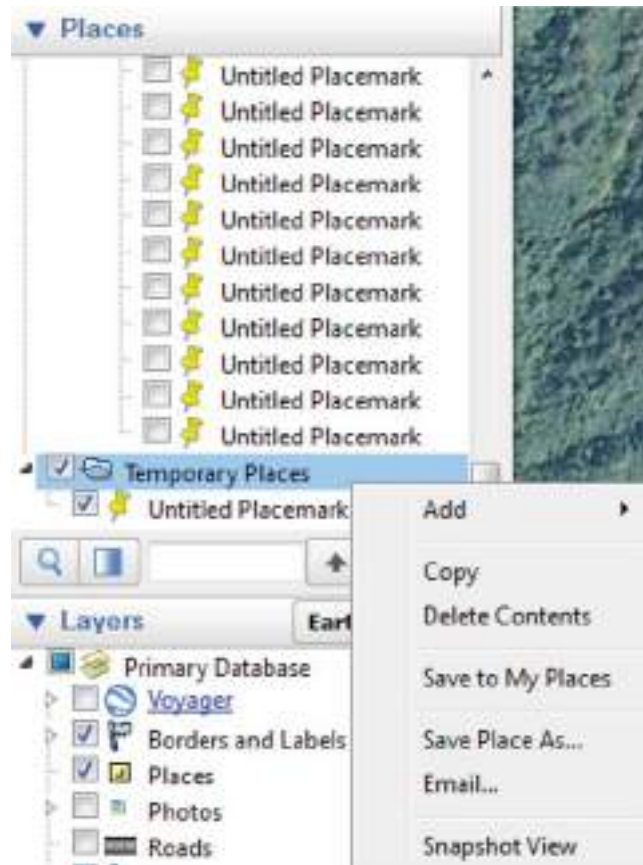 Places
Untitled Placemark
Untitled Placemark
Untitled Placemark
Untitled Placemark
Untitled Placemark
Untitled Placemark
Untitled Placemark
Untitled Placemark
Untitled Placemark
Untitled Placemark
Untitled Placemark
Temporary Places
Untitled Placemark
Add
Copy
Delete Contents
Save to My Places
Save Place As...
Email...
Snapshot View
Layers
Primary Database
Voyager
Borders and Labels
Places
Photos
Roads